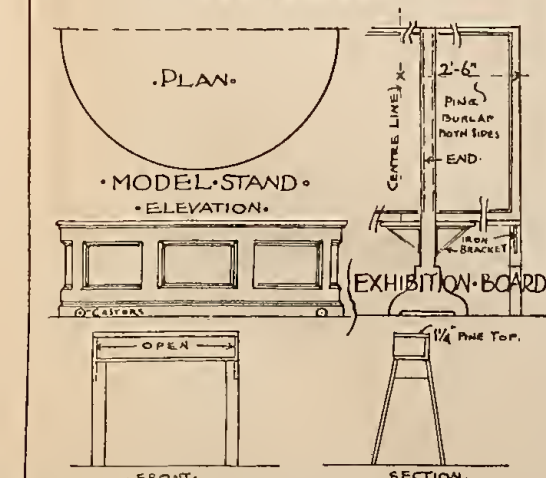 ·PLAN·
·MODEL·STAND·
·ELEVATION·
CASTORS
CENTRE LINE
2'-6"
PINE
BURLAP
BOTH SIDES
END·
IRON
BRACKET
EXHIBITION·BOARD
OPEN
1¼" PINE TOP.
FRONT·
SECTION.